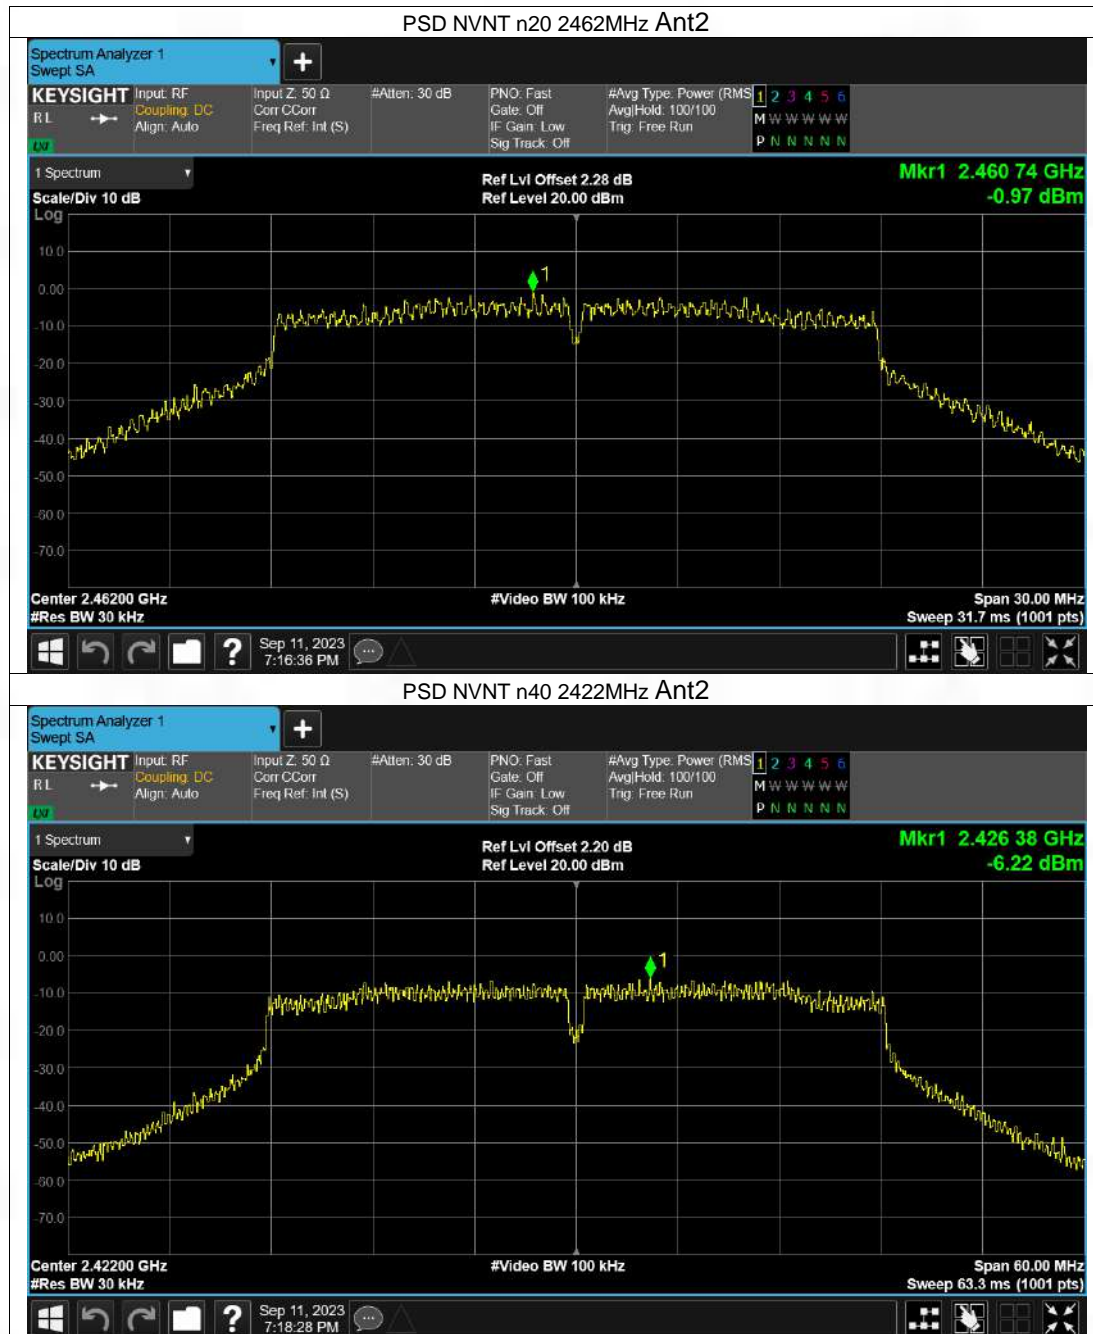 PSD NVNT n20 2462MHz Ant2
Spectrum Analyzer 1
Swept SA
KEYSIGHT Input: RF Input Z: 50 Ω #Atten: 30 dB PNO: Fast #Avg Type: Power (RMS 1 2 3 4 5 6
RL Coupling: DC Corr CCorr Gate: Off Avg|Hold: 100/100 M W W W W W
Align: Auto Freq Ref: Int (S) IF Gain: Low Trig: Free Run
LXI Sig Track: Off P N N N N N
1 Spectrum Ref Lvl Offset 2.28 dB Mkr1 2.460 74 GHz
Scale/Div 10 dB Ref Level 20.00 dBm -0.97 dBm
Log
10.0
1
0.00
-10.0
-20.0
-30.0
-40.0
-50.0
-60.0
-70.0
Center 2.46200 GHz #Video BW 100 kHz Span 30.00 MHz
#Res BW 30 kHz Sweep 31.7 ms (1001 pts)
? Sep 11, 2023
7:16:36 PM
PSD NVNT n40 2422MHz Ant2
Spectrum Analyzer 1
Swept SA
KEYSIGHT Input: RF Input Z: 50 Ω #Atten: 30 dB PNO: Fast #Avg Type: Power (RMS 1 2 3 4 5 6
RL Coupling: DC Corr CCorr Gate: Off Avg|Hold: 100/100 M W W W W W
Align: Auto Freq Ref: Int (S) IF Gain: Low Trig: Free Run
LXI Sig Track: Off P N N N N N
1 Spectrum Ref Lvl Offset 2.20 dB Mkr1 2.426 38 GHz
Scale/Div 10 dB Ref Level 20.00 dBm -6.22 dBm
Log
10.0
0.00
1
-10.0
-20.0
-30.0
-40.0
-50.0
-60.0
-70.0
Center 2.42200 GHz #Video BW 100 kHz Span 60.00 MHz
#Res BW 30 kHz Sweep 63.3 ms (1001 pts)
? Sep 11, 2023
7:18:28 PM